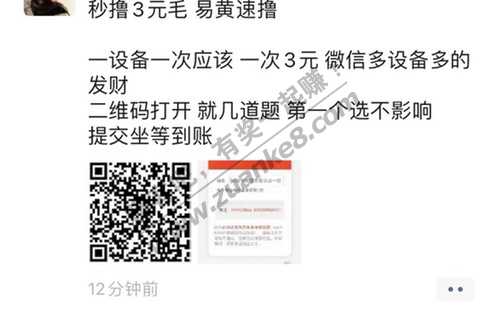 秒撸3元毛 易黄速撸
一设备一次应该 一次3元 微信多设备多的
发财
二维码打开 就几道题 第一个选不影响
提交坐等到账
有奖一起赚!
www.zuanke8.com
12分钟前